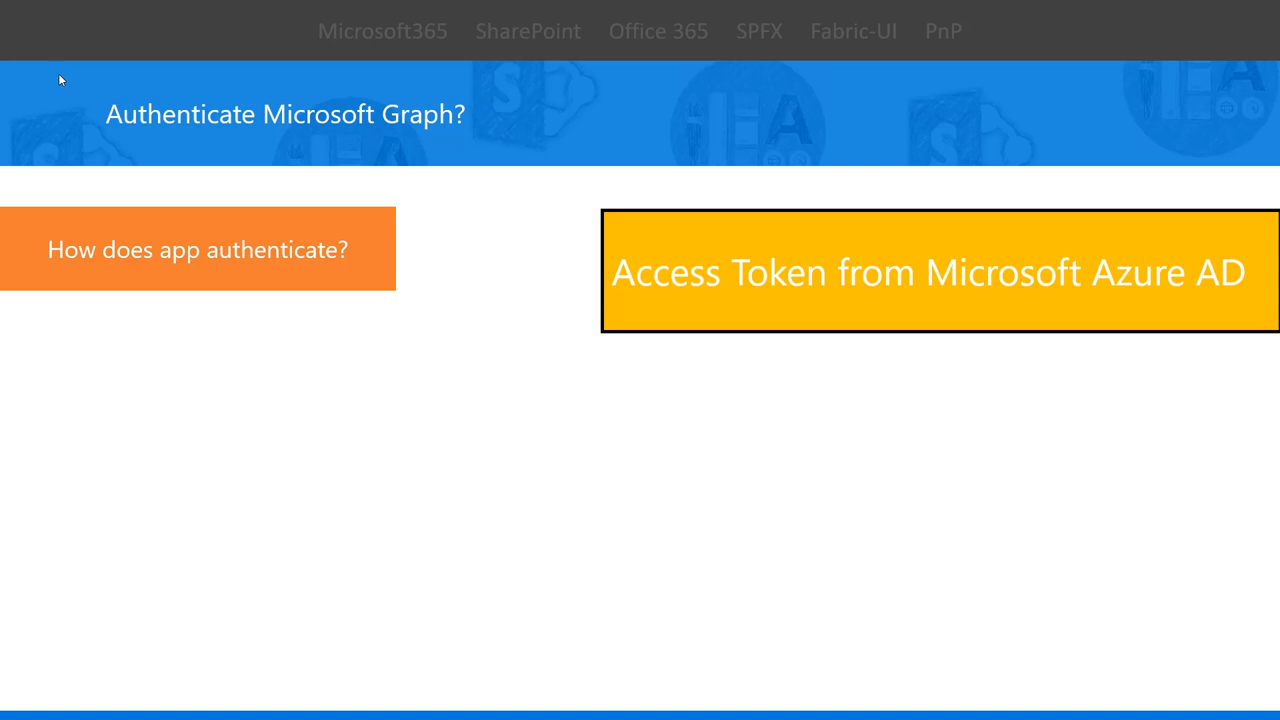 Microsoft365 SharePoint Office 365 SPFX Fabric-UI PnP
Authenticate Microsoft Graph?
How does app authenticate?
Access Token from Microsoft Azure AD